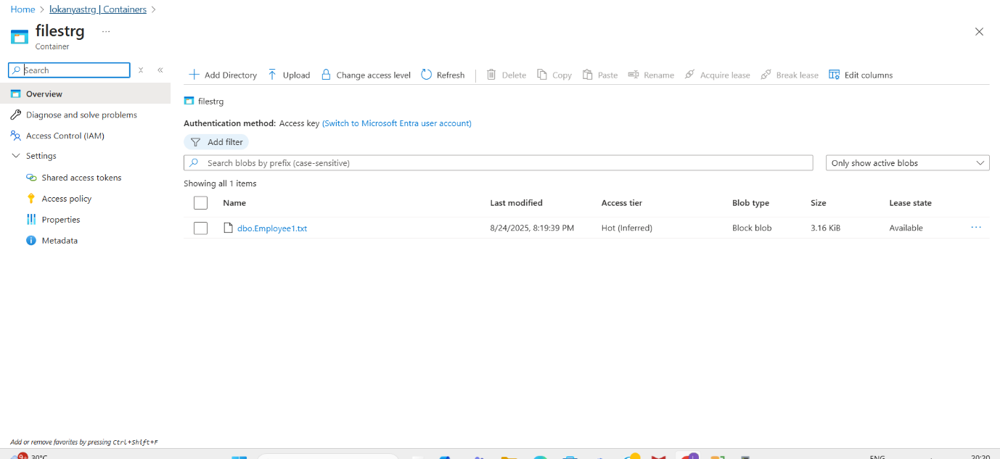 Home > lokanyastrg | Containers >
filestrg ...
Container
Search
Add Directory Upload Change access level Refresh Delete Copy Paste Rename Acquire lease Break lease Edit columns
Overview
Diagnose and solve problems
Access Control (IAM)
Settings
Shared access tokens
Access policy
Properties
Metadata
filestrg
Authentication method: Access key (Switch to Microsoft Entra user account)
Add filter
Search blobs by prefix (case-sensitive) Only show active blobs
Showing all 1 items
Name Last modified Access tier Blob type Size Lease state
dbo.Employee1.txt 8/24/2025, 8:19:39 PM Hot (Inferred) Block blob 3.16 KiB Available ...
Add or remove favorites by pressing Ctrl+Shift+F
9+ 30°C ENG 20:20